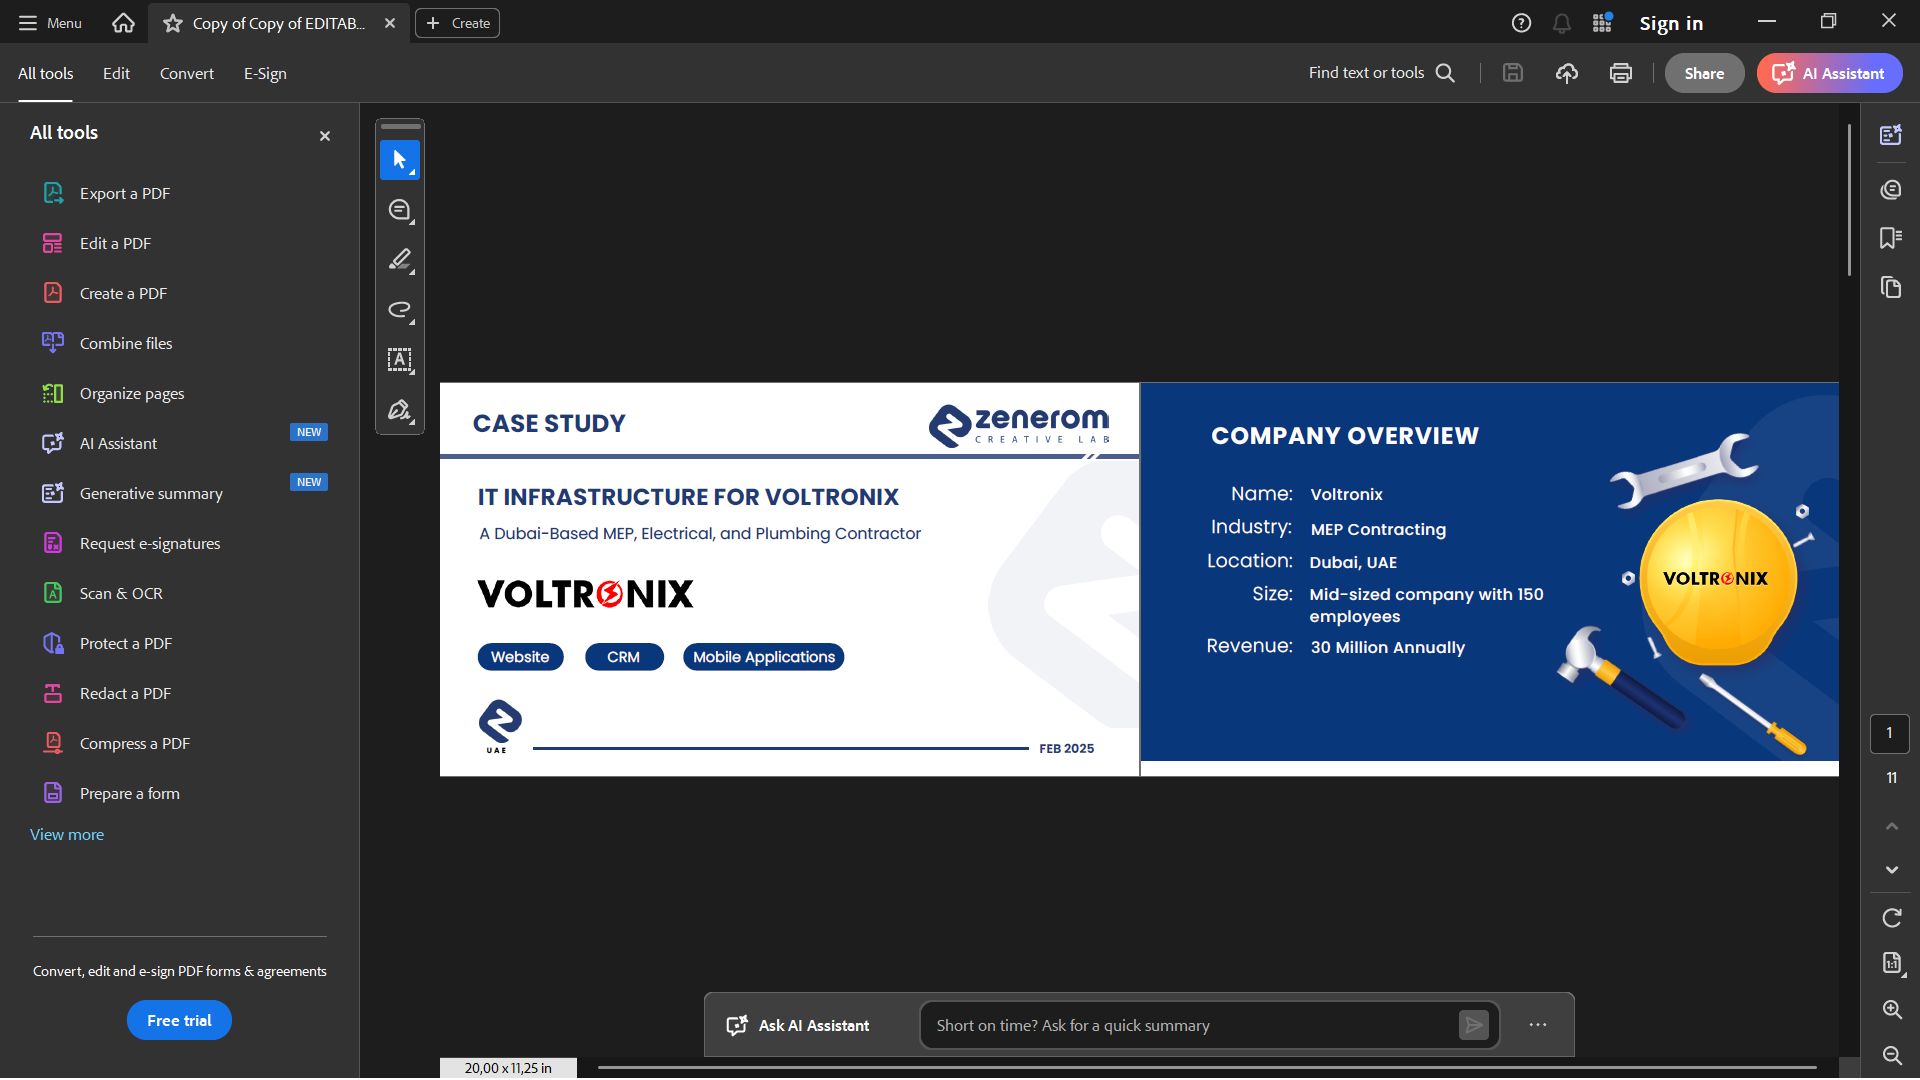 Menu
Copy of Copy of EDITAB...
Create
Sign in
All tools
Edit
Convert
E-Sign
Find text or tools
Share
AI Assistant
All tools
Export a PDF
Edit a PDF
Create a PDF
Combine files
Organize pages
AI Assistant
NEW
Generative summary
NEW
Request e-signatures
Scan & OCR
Protect a PDF
Redact a PDF
Compress a PDF
Prepare a form
View more
Convert, edit and e-sign PDF forms & agreements
Free trial
CASE STUDY
zenerom
CREATIVE LAB
IT INFRASTRUCTURE FOR VOLTRONIX
A Dubai-Based MEP, Electrical, and Plumbing Contractor
VOLTRONIX
Website
CRM
Mobile Applications
UAE
FEB 2025
COMPANY OVERVIEW
Name: Voltronix
Industry: MEP Contracting
Location: Dubai, UAE
Size: Mid-sized company with 150
employees
Revenue: 30 Million Annually
VOLTRONIX
1
11
1:1
Ask AI Assistant
Short on time? Ask for a quick summary
20,00 x 11,25 in